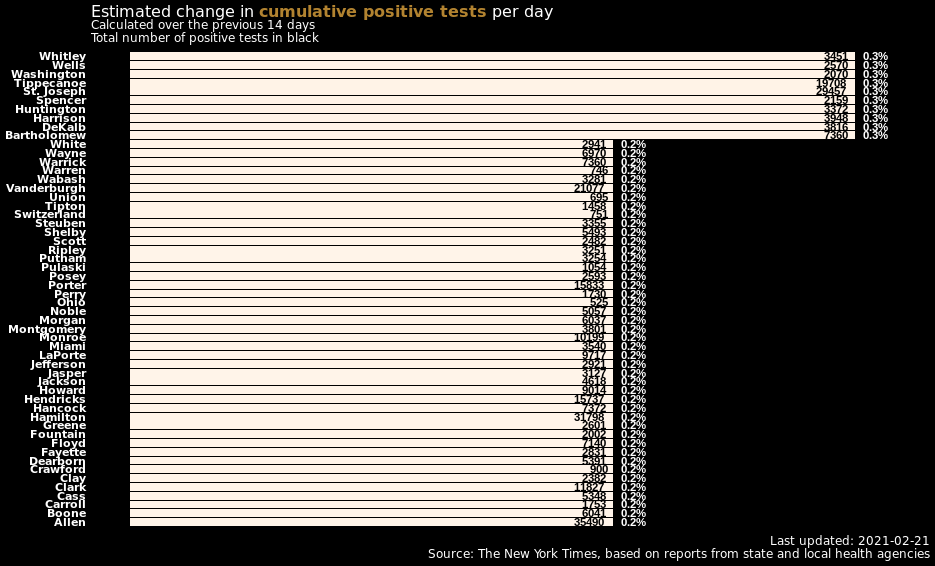 Estimated change in cumulative positive tests per day
Calculated over the previous 14 days
Total number of positive tests in black
Whitley 3451 0.3%
Wells 2570 0.3%
Washington 2070 0.3%
Tippecanoe 19708 0.3%
St. Joseph 29457 0.3%
Spencer 2159 0.3%
Huntington 3372 0.3%
Harrison 3948 0.3%
DeKalb 3816 0.3%
Bartholomew 7360 0.3%
White 2941 0.2%
Wayne 6970 0.2%
Warrick 7360 0.2%
Warren 746 0.2%
Wabash 3281 0.2%
Vanderburgh 21077 0.2%
Union 695 0.2%
Tipton 1458 0.2%
Switzerland 751 0.2%
Steuben 3355 0.2%
Shelby 5493 0.2%
Scott 2482 0.2%
Ripley 3251 0.2%
Putnam 3254 0.2%
Pulaski 1054 0.2%
Posey 2593 0.2%
Porter 15833 0.2%
Perry 1730 0.2%
Ohio 525 0.2%
Noble 5057 0.2%
Morgan 6037 0.2%
Montgomery 3801 0.2%
Monroe 10199 0.2%
Miami 3540 0.2%
LaPorte 9717 0.2%
Jefferson 2921 0.2%
Jasper 3127 0.2%
Jackson 4618 0.2%
Howard 9014 0.2%
Hendricks 15737 0.2%
Hancock 7372 0.2%
Hamilton 31798 0.2%
Greene 2601 0.2%
Fountain 2002 0.2%
Floyd 7140 0.2%
Fayette 2831 0.2%
Dearborn 5391 0.2%
Crawford 900 0.2%
Clay 2382 0.2%
Clark 11827 0.2%
Cass 5348 0.2%
Carroll 1753 0.2%
Boone 6041 0.2%
Allen 35490 0.2%
Last updated: 2021-02-21
Source: The New York Times, based on reports from state and local health agencies